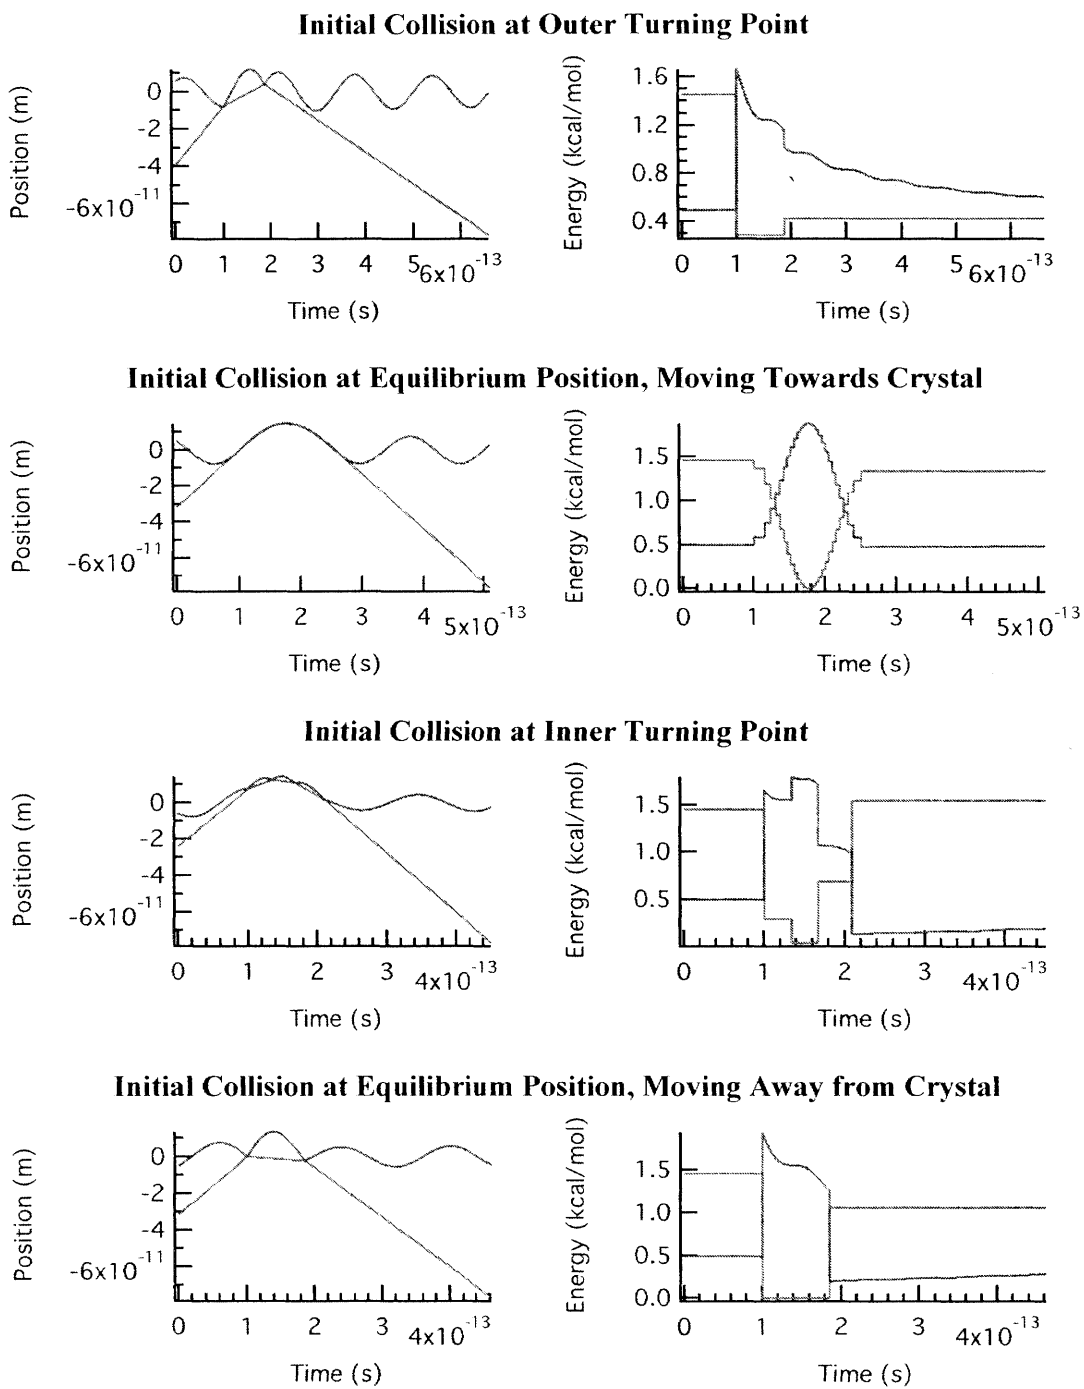 Initial Collision at Outer Turning Point
Position (m)
0
-2
-4
-6x10^-11
0 1 2 3 4 5 6x10^-13
Time (s)
Energy (kcal/mol)
1.6
1.2
0.8
0.4
0 1 2 3 4 5 6x10^-13
Time (s)
Initial Collision at Equilibrium Position, Moving Towards Crystal
Position (m)
0
-2
-4
-6x10^-11
0 1 2 3 4 5x10^-13
Time (s)
Energy (kcal/mol)
1.5
1.0
0.5
0.0
0 1 2 3 4 5x10^-13
Time (s)
Initial Collision at Inner Turning Point
Position (m)
0
-2
-4
-6x10^-11
0 1 2 3 4x10^-13
Time (s)
Energy (kcal/mol)
1.5
1.0
0.5
0 1 2 3 4x10^-13
Time (s)
Initial Collision at Equilibrium Position, Moving Away from Crystal
Position (m)
0
-2
-4
-6x10^-11
0 1 2 3 4x10^-13
Time (s)
Energy (kcal/mol)
1.5
1.0
0.5
0.0
0 1 2 3 4x10^-13
Time (s)